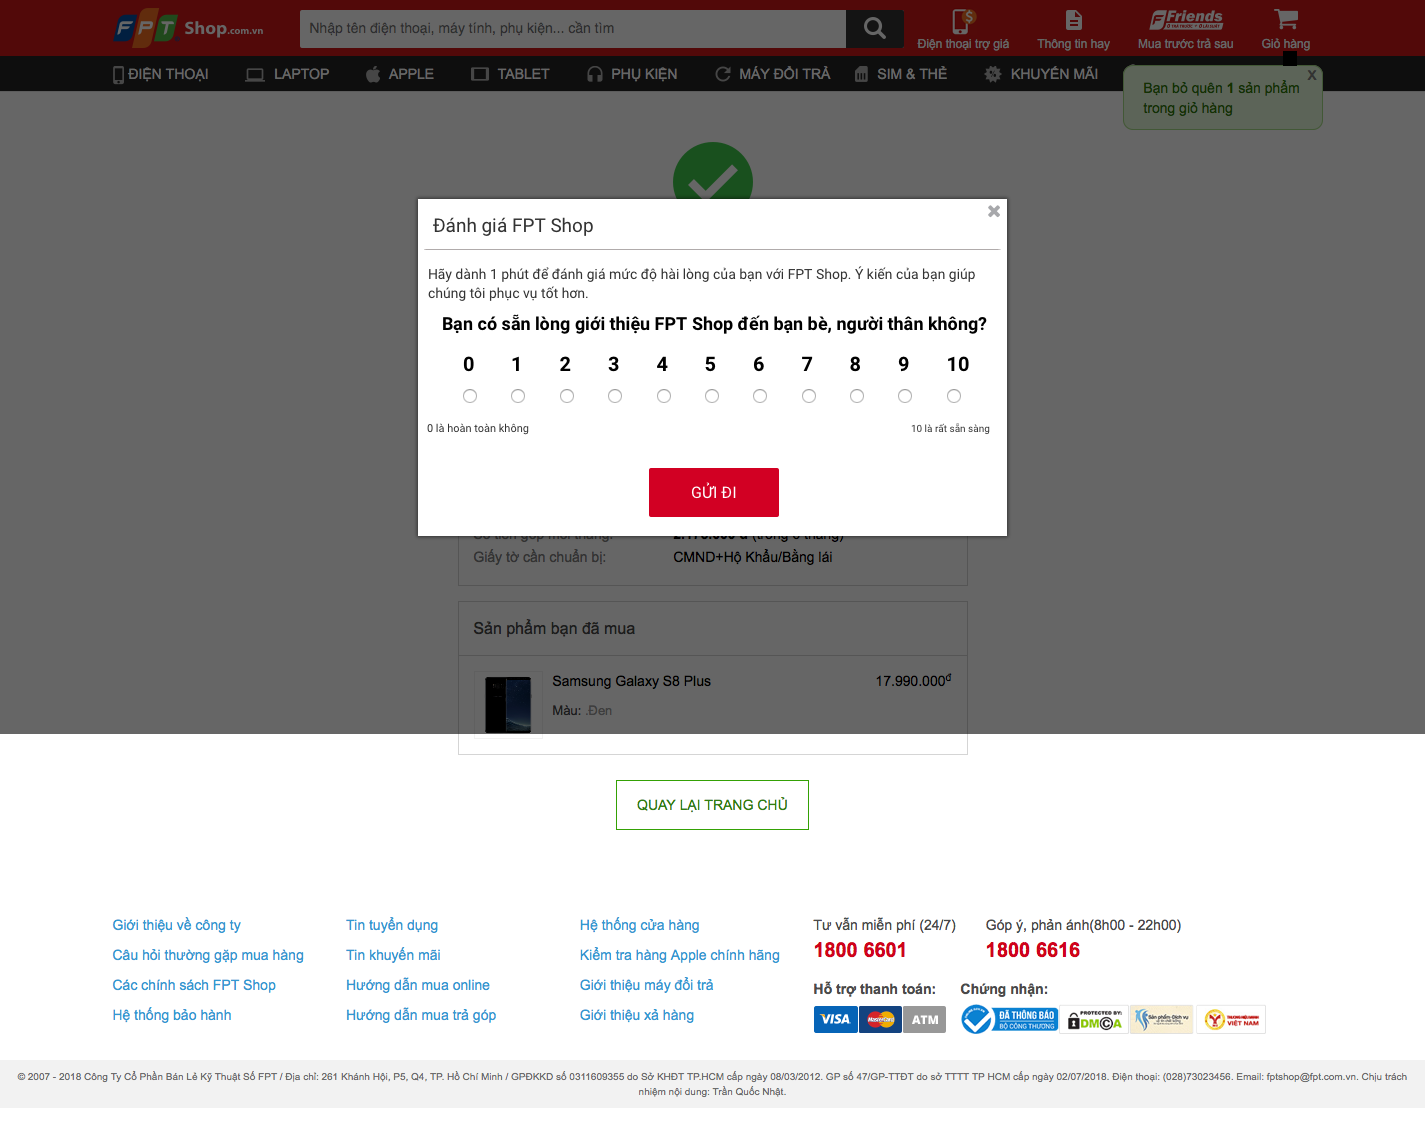 FPT Shop.com.vn
Nhập tên điện thoại, máy tính, phụ kiện... cần tìm
Điện thoại trợ giá
Thông tin hay
Friends
Mua trước trả sau
Giỏ hàng
ĐIỆN THOẠI
LAPTOP
APPLE
TABLET
PHỤ KIỆN
MÁY ĐỔI TRẢ
SIM & THẺ
KHUYẾN MÃI
X
Bạn bỏ quên 1 sản phẩm
trong giỏ hàng
Đánh giá FPT Shop
Hãy dành 1 phút để đánh giá mức độ hài lòng của bạn với FPT Shop. Ý kiến của bạn giúp
chúng tôi phục vụ tốt hơn.
Bạn có sẵn lòng giới thiệu FPT Shop đến bạn bè, người thân không?
0 1 2 3 4 5 6 7 8 9 10
0 là hoàn toàn không
10 là rất sẵn sàng
GỬI ĐI
Giấy tờ cần chuẩn bị:
CMND+Hộ Khẩu/Bằng lái
Sản phẩm bạn đã mua
Samsung Galaxy S8 Plus
17.990.000đ
Màu: .Đen
QUAY LẠI TRANG CHỦ
Giới thiệu về công ty
Câu hỏi thường gặp mua hàng
Các chính sách FPT Shop
Hệ thống bảo hành
Tin tuyển dụng
Tin khuyến mãi
Hướng dẫn mua online
Hướng dẫn mua trả góp
Hệ thống cửa hàng
Kiểm tra hàng Apple chính hãng
Giới thiệu máy đổi trả
Giới thiệu xả hàng
Tư vấn miễn phí (24/7)
1800 6601
Góp ý, phản ánh(8h00 - 22h00)
1800 6616
Hỗ trợ thanh toán:
VISA
MasterCard
ATM
Chứng nhận:
ĐÃ THÔNG BÁO
BỘ CÔNG THƯƠNG
PROTECTED BY:
DMCA
Sản phẩm Dịch vụ
THƯƠNG HIỆU MẠNH
VIỆT NAM
© 2007 - 2018 Công Ty Cổ Phần Bán Lẻ Kỹ Thuật Số FPT / Địa chỉ: 261 Khánh Hội, P5, Q4, TP. Hồ Chí Minh / GPĐKKD số 0311609355 do Sở KHĐT TP.HCM cấp ngày 08/03/2012. GP số 47/GP-TTĐT do sở TTTT TP HCM cấp ngày 02/07/2018. Điện thoại: (028)73023456. Email: fptshop@fpt.com.vn. Chịu trách
nhiệm nội dung: Trần Quốc Nhật.